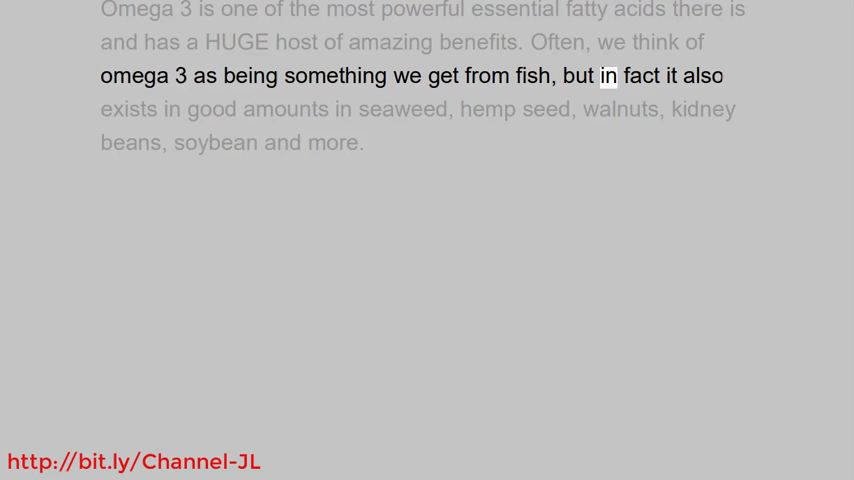 Omega 3 is one of the most powerful essential fatty acids there is
and has a HUGE host of amazing benefits. Often, we think of
omega 3 as being something we get from fish, but in fact it also
exists in good amounts in seaweed, hemp seed, walnuts, kidney
beans, soybean and more.
http://bit.ly/Channel-JL